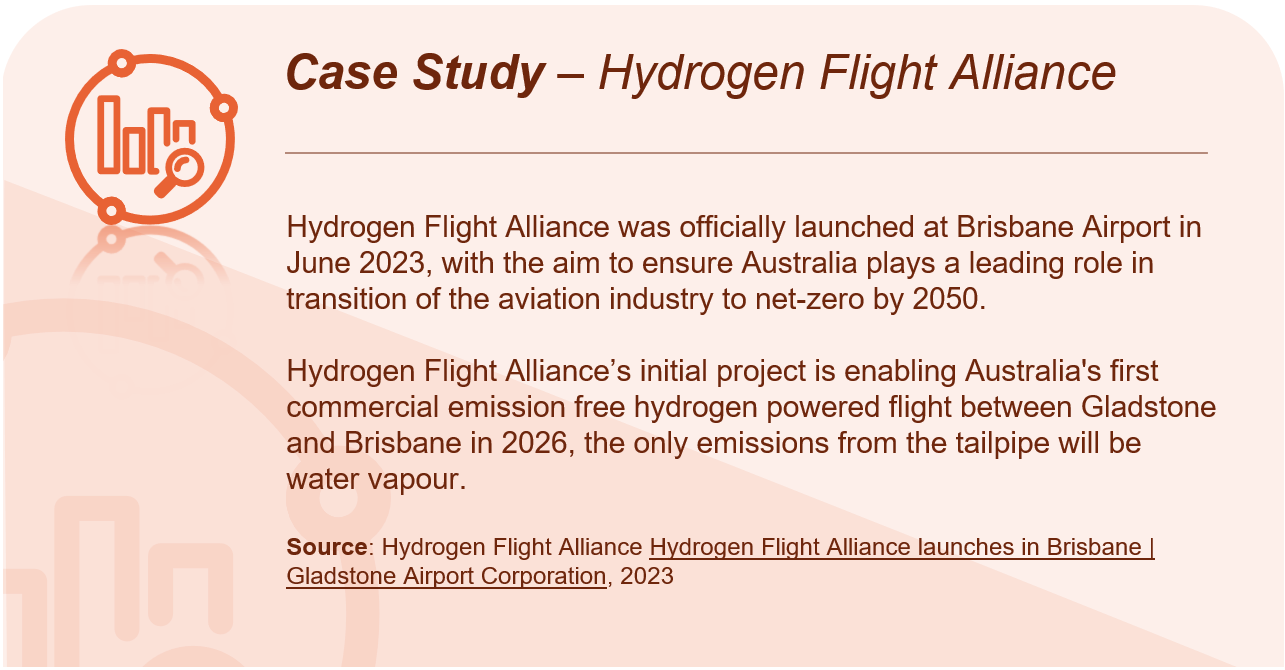 Case Study – Hydrogen Flight Alliance
Hydrogen Flight Alliance was officially launched at Brisbane Airport in
June 2023, with the aim to ensure Australia plays a leading role in
transition of the aviation industry to net-zero by 2050.
Hydrogen Flight Alliance’s initial project is enabling Australia's first
commercial emission free hydrogen powered flight between Gladstone
and Brisbane in 2026, the only emissions from the tailpipe will be
water vapour.
Source: Hydrogen Flight Alliance Hydrogen Flight Alliance launches in Brisbane |
Gladstone Airport Corporation, 2023